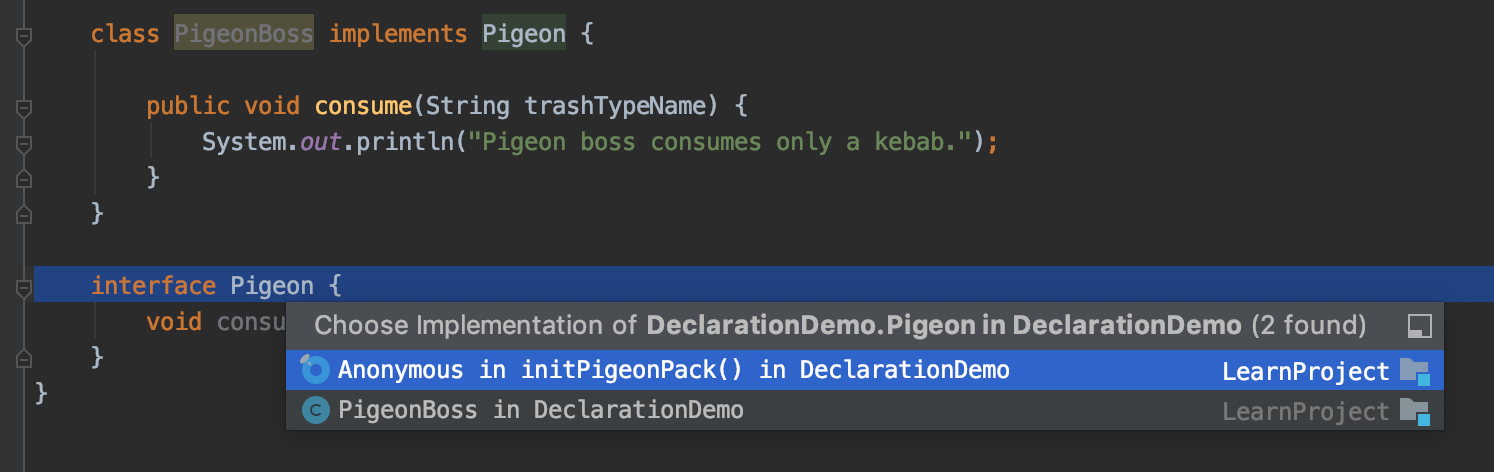 class PigeonBoss implements Pigeon {
public void consume(String trashTypeName) {
System.out.println("Pigeon boss consumes only a kebab.");
}
}
interface Pigeon {
void consu
Choose Implementation of DeclarationDemo.Pigeon in DeclarationDemo (2 found)
}
Anonymous in initPigeonPack() in DeclarationDemo LearnProject
}
C PigeonBoss in DeclarationDemo LearnProject